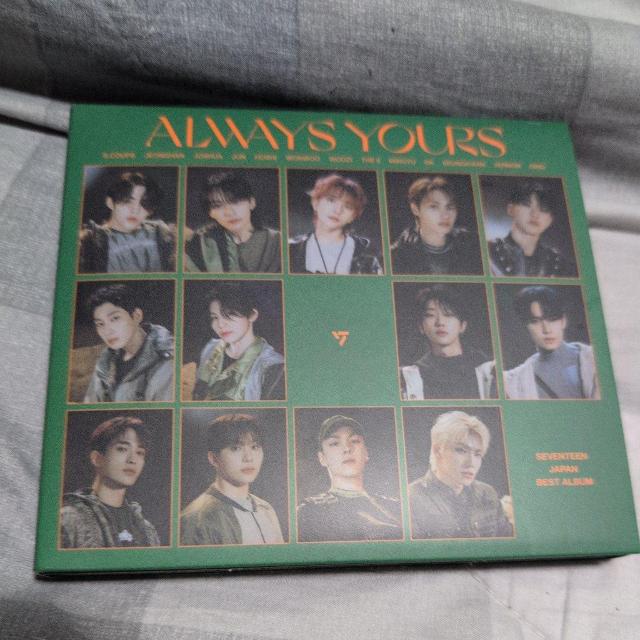 ALWAYS YOURS
S.COUPS JEONGHAN JOSHUA JUN HOSHI WONWOO WOOZI THE 8 MINGYU DK SEUNGKWAN VERNON DINO
SEVENTEEN
JAPAN
BEST ALBUM